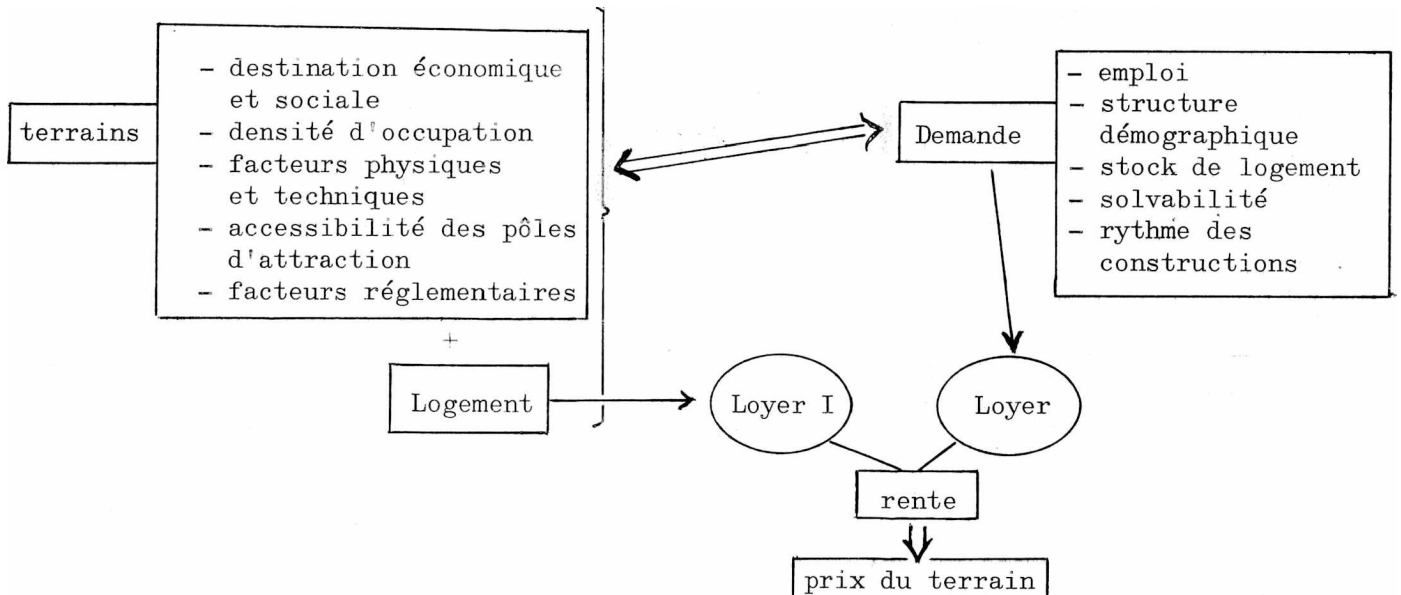 terrains
- destination économique
et sociale
- densité d'occupation
- facteurs physiques
et techniques
- accessibilité des pôles
d'attraction
- facteurs réglementaires
+
Logement
Demande
- emploi
- structure
démographique
- stock de logement
- solvabilité
- rythme des
constructions
Loyer I
Loyer
rente
prix du terrain